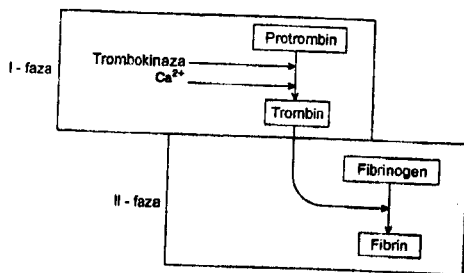 Protrombin
I - faza
Trombokinaza
Ca²⁺
Trombin
Fibrinogen
II - faza
Fibrin